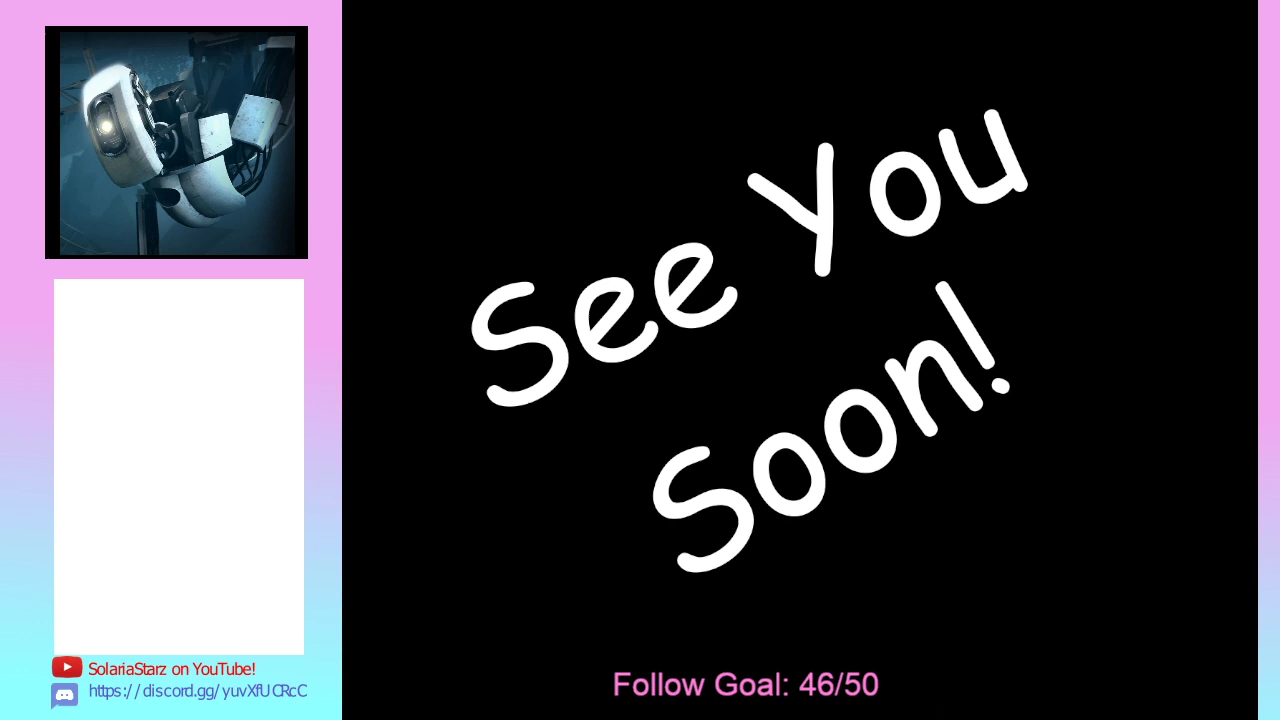 See You
Soon!
SolariaStarz on YouTube!
https://discord.gg/yuvXfUCRcC
Follow Goal: 46/50